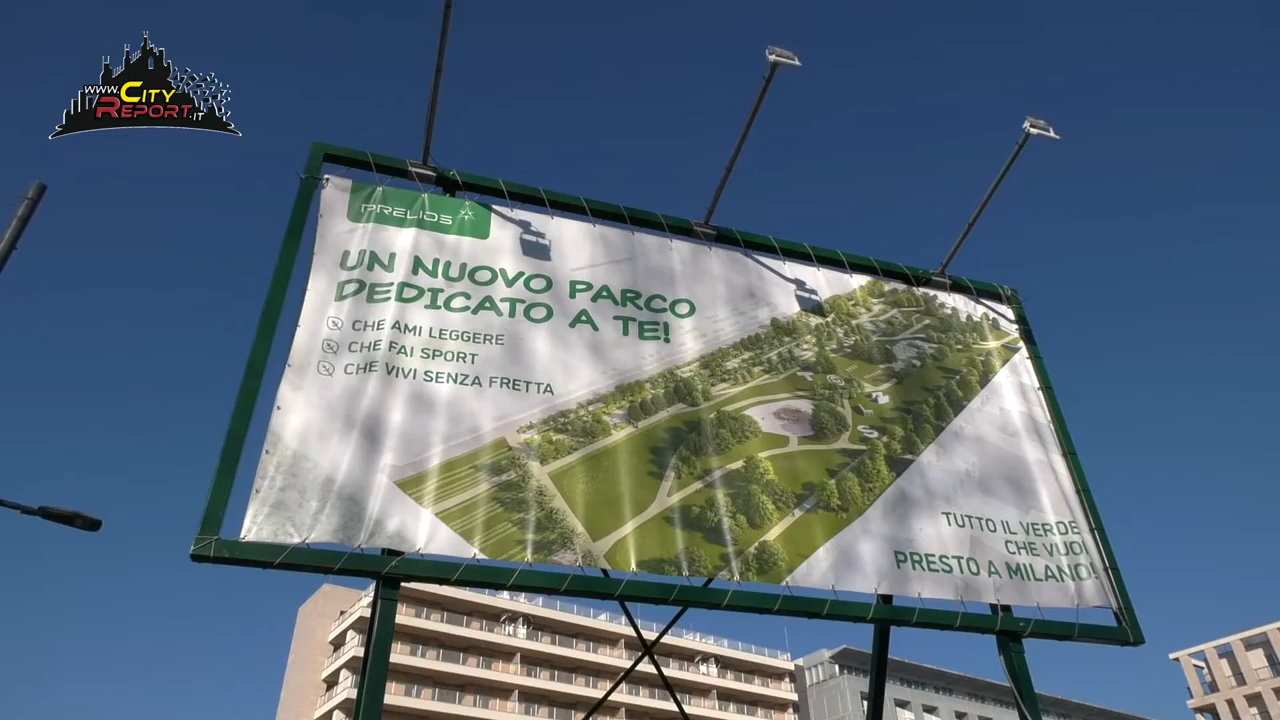 www.CITY
REPORT.IT
PRELIOS
UN NUOVO PARCO
DEDICATO A TE!
CHE AMI LEGGERE
CHE FAI SPORT
CHE VIVI SENZA FRETTA
TUTTO IL VERDE
CHE VUOI
PRESTO A MILANO!